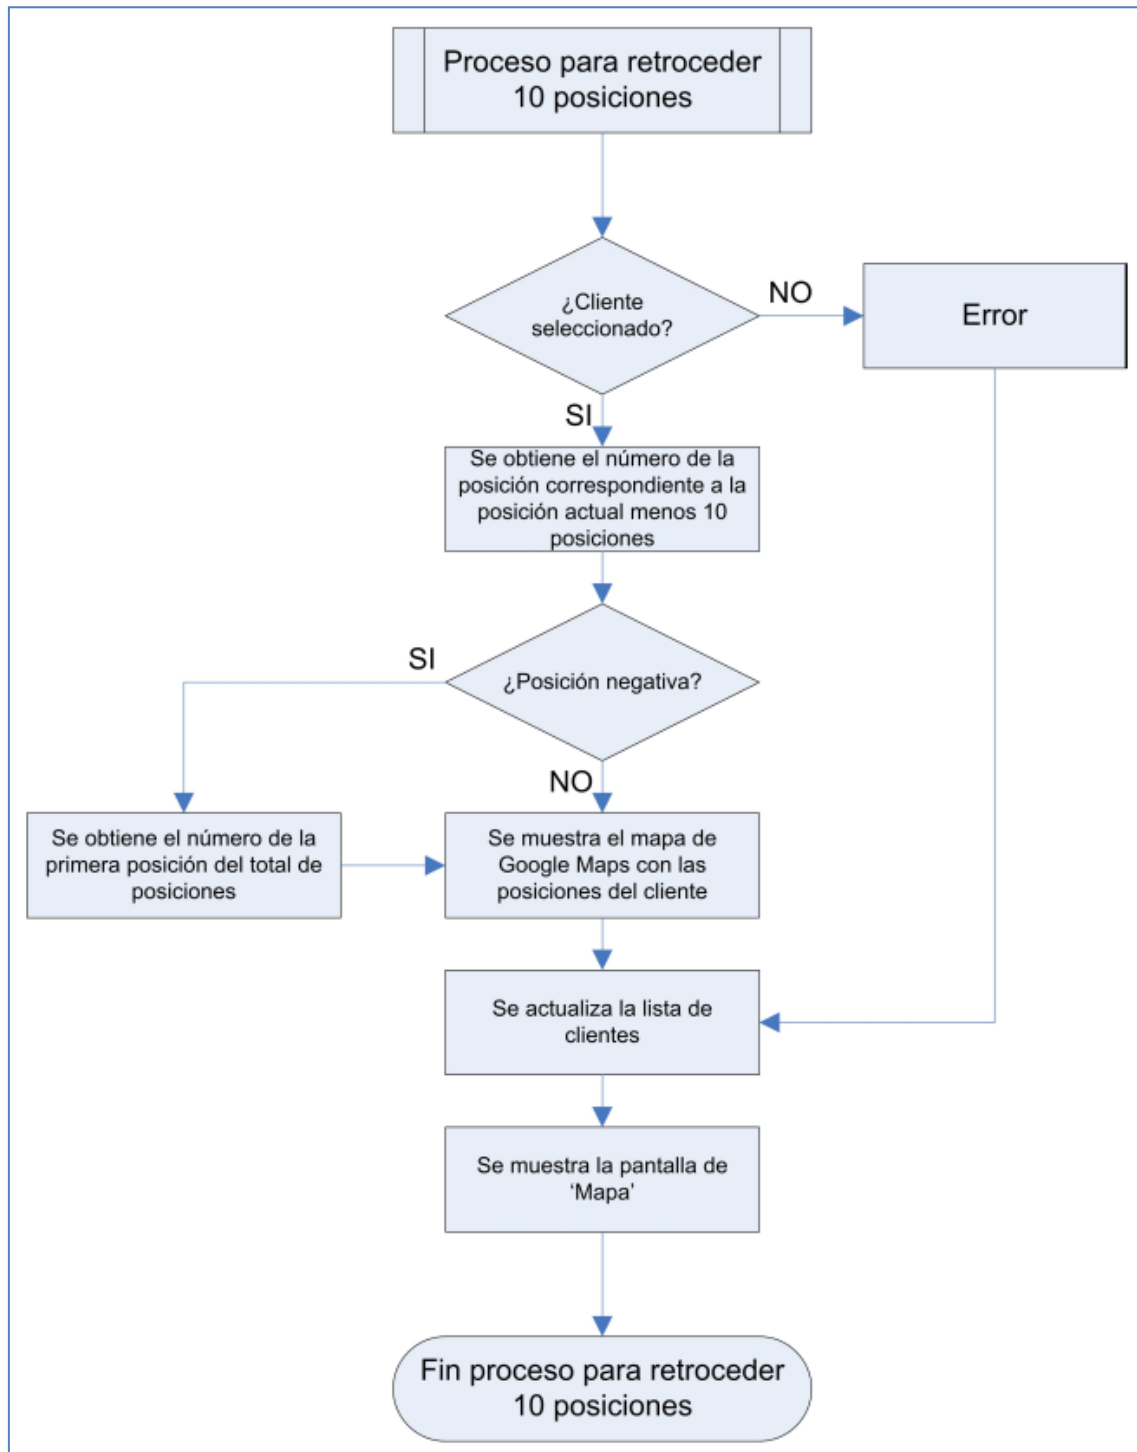 Proceso para retroceder
10 posiciones
¿Cliente
seleccionado?
NO
Error
SI
Se obtiene el número de la
posición correspondiente a la
posición actual menos 10
posiciones
¿Posición negativa?
SI
NO
Se obtiene el número de la
primera posición del total de
posiciones
Se muestra el mapa de
Google Maps con las
posiciones del cliente
Se actualiza la lista de
clientes
Se muestra la pantalla de
‘Mapa’
Fin proceso para retroceder
10 posiciones